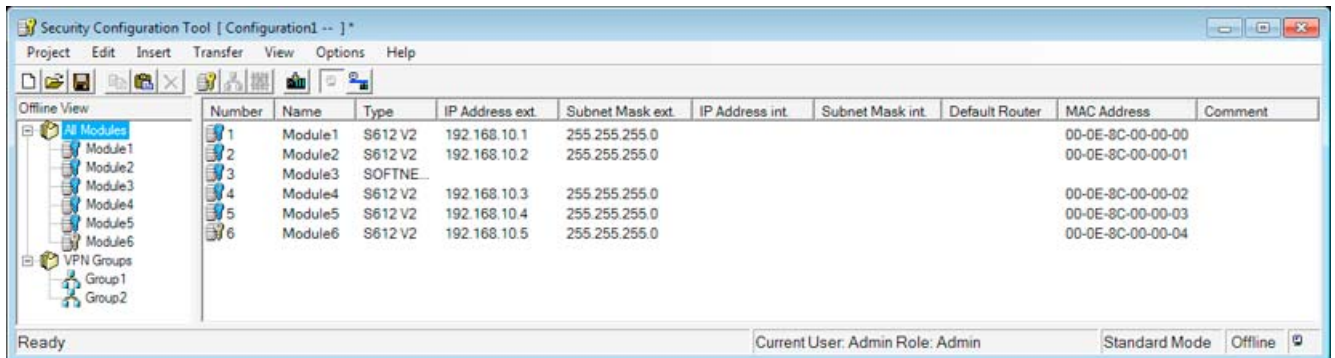 Security Configuration Tool [ Configuration1 -- ]*
Project Edit Insert Transfer View Options Help
Offline View
All Modules
Module1
Module2
Module3
Module4
Module5
Module6
VPN Groups
Group1
Group2
Number Name Type IP Address ext. Subnet Mask ext. IP Address int. Subnet Mask int. Default Router MAC Address Comment
1 Module1 S612 V2 192.168.10.1 255.255.255.0 00-0E-8C-00-00-00
2 Module2 S612 V2 192.168.10.2 255.255.255.0 00-0E-8C-00-00-01
3 Module3 SOFTNE...
4 Module4 S612 V2 192.168.10.3 255.255.255.0 00-0E-8C-00-00-02
5 Module5 S612 V2 192.168.10.4 255.255.255.0 00-0E-8C-00-00-03
6 Module6 S612 V2 192.168.10.5 255.255.255.0 00-0E-8C-00-00-04
Ready Current User: Admin Role: Admin Standard Mode Offline